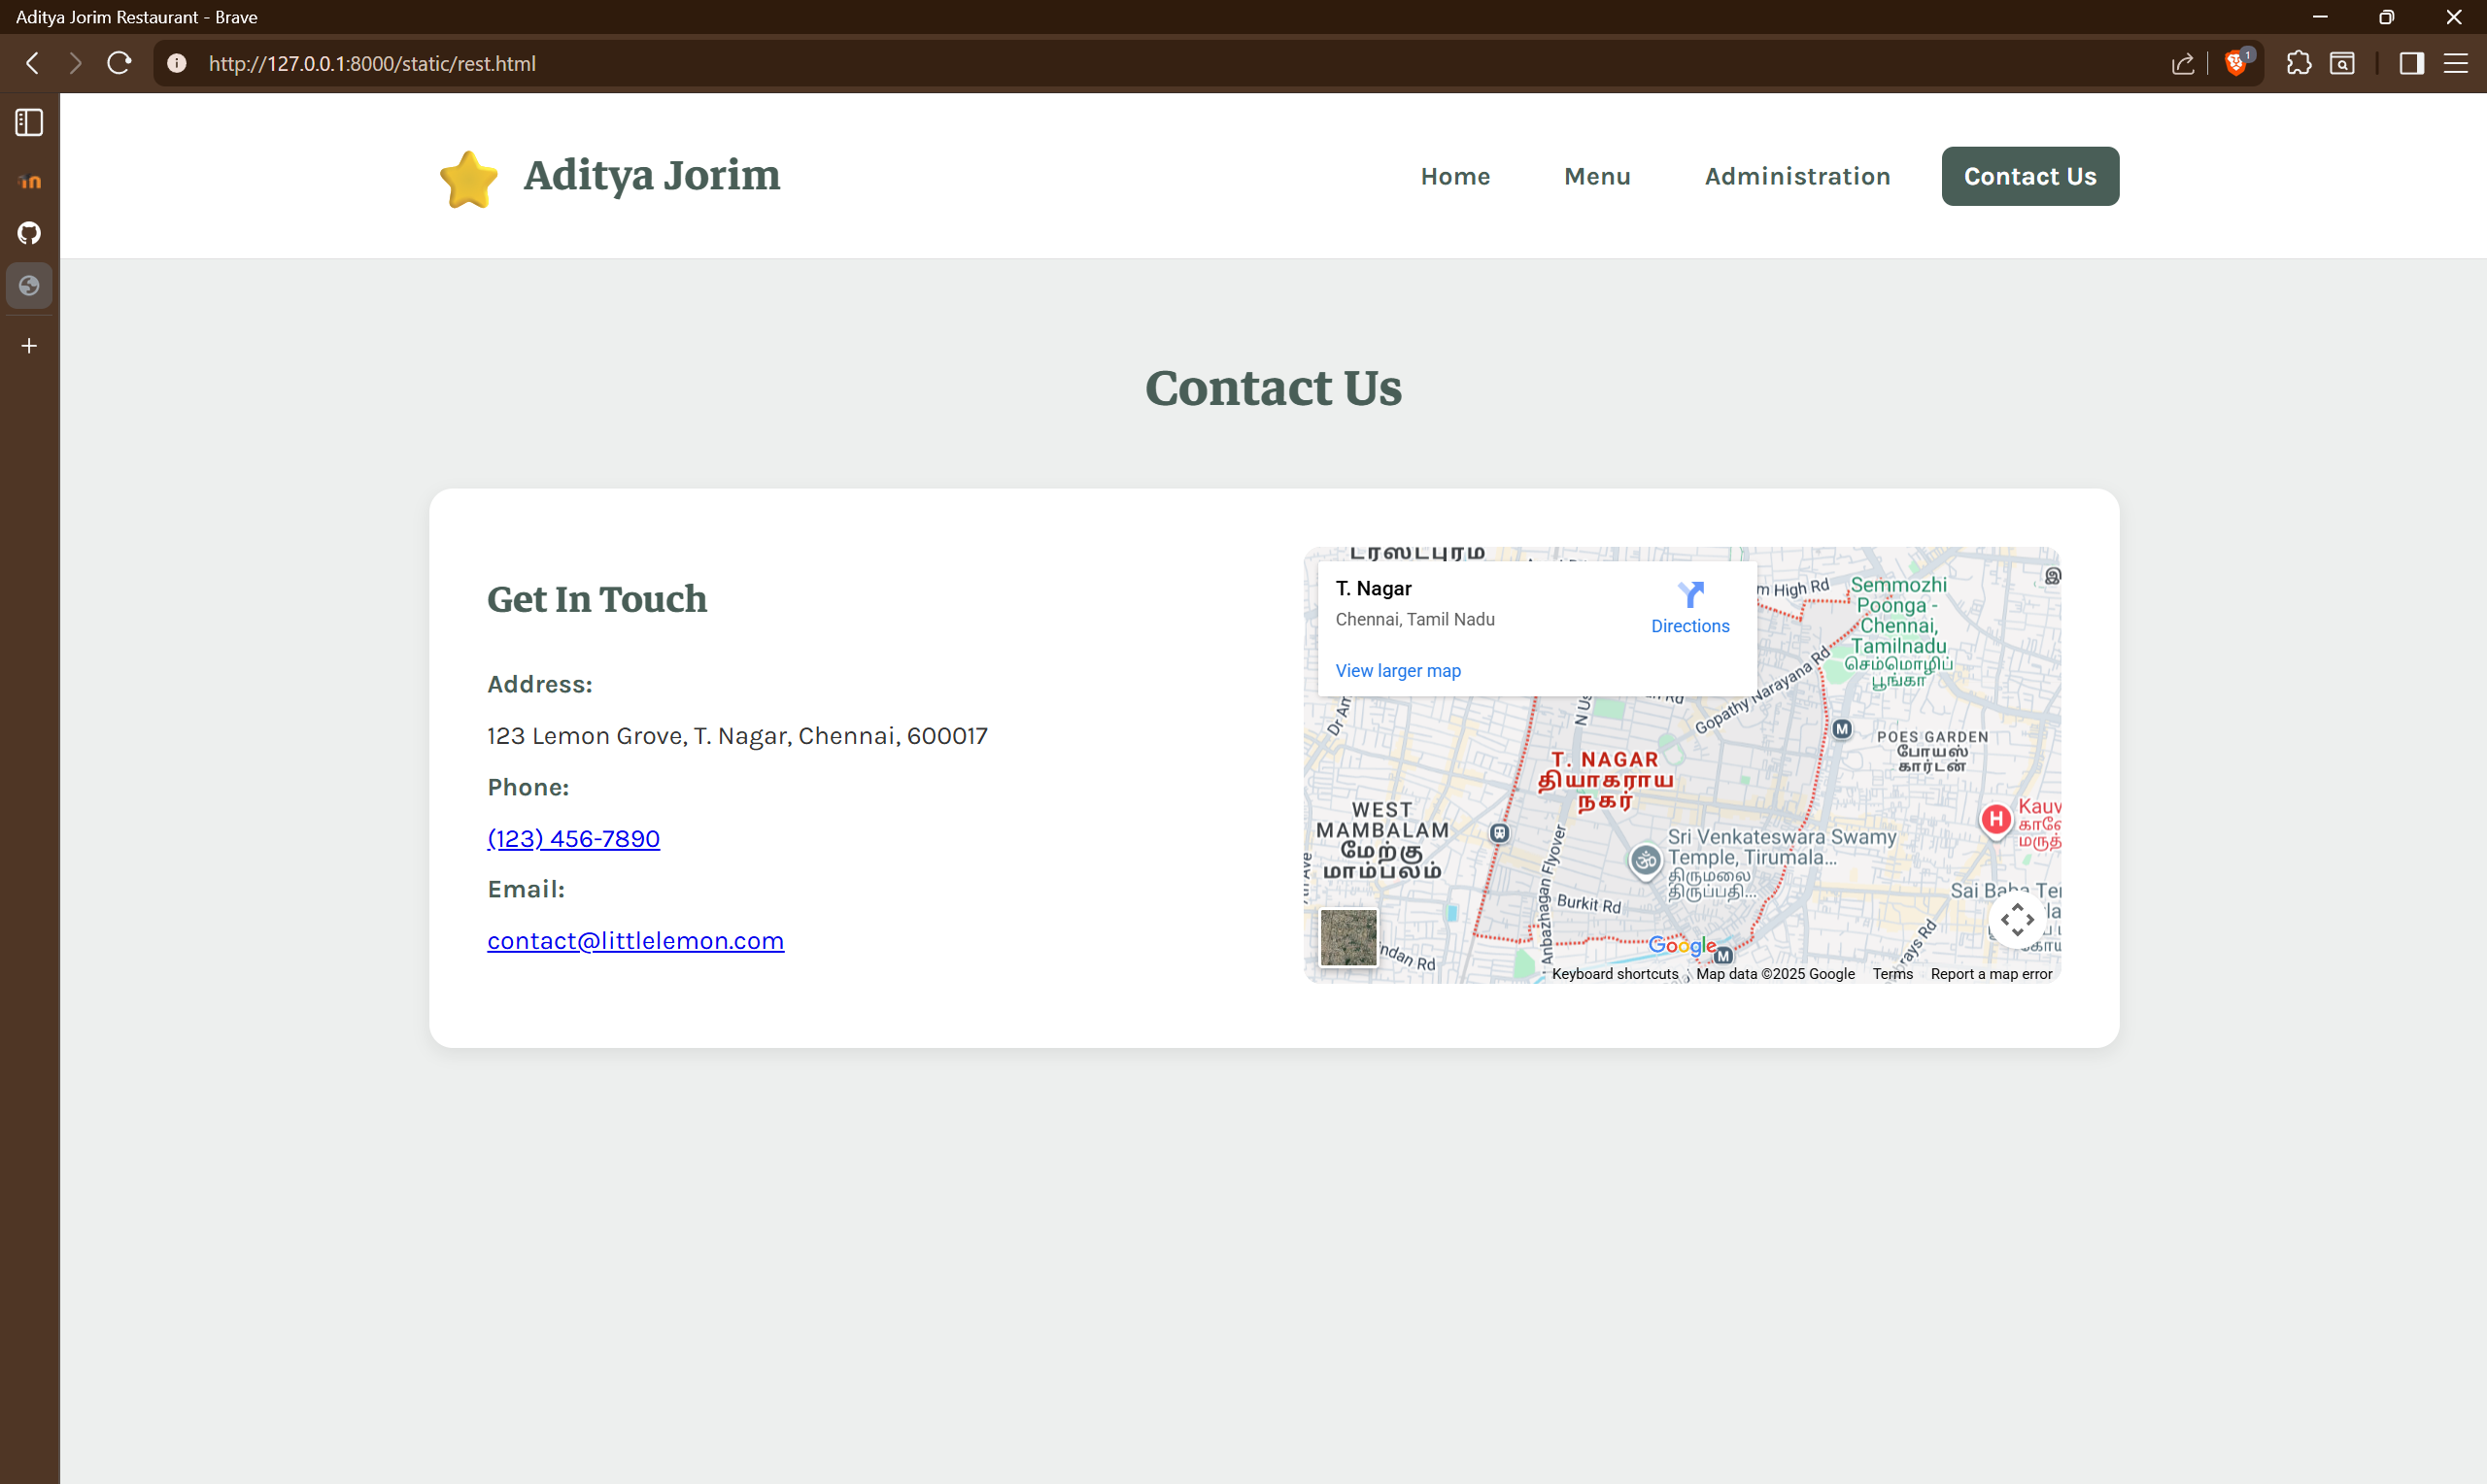 Aditya Jorim Restaurant - Brave
http://127.0.0.1:8000/static/rest.html
1
Aditya Jorim
Home
Menu
Administration
Contact Us
Contact Us
Get In Touch
Address:
123 Lemon Grove, T. Nagar, Chennai, 600017
Phone:
(123) 456-7890
Email:
contact@littlelemon.com
T. Nagar
Chennai, Tamil Nadu
Directions
View larger map
m High Rd
Semmozhi
Poonga -
Chennai,
Tamilnadu
செம்மொழிப்
பூங்கா
Gopathy Narayana Rd
M
POES GARDEN
போயஸ்
கார்டன்
T. NAGAR
தியாகராய
நகர்
WEST
MAMBALAM
மேற்கு
மாம்பலம்
H
Sri Venkateswara Swamy
Temple, Tirumala...
திருமலை
திருப்பதி...
Anbazhagan Flyover
Burkit Rd
Sai Baba
Google
M
Keyboard shortcuts
Map data ©2025 Google
Terms
Report a map error